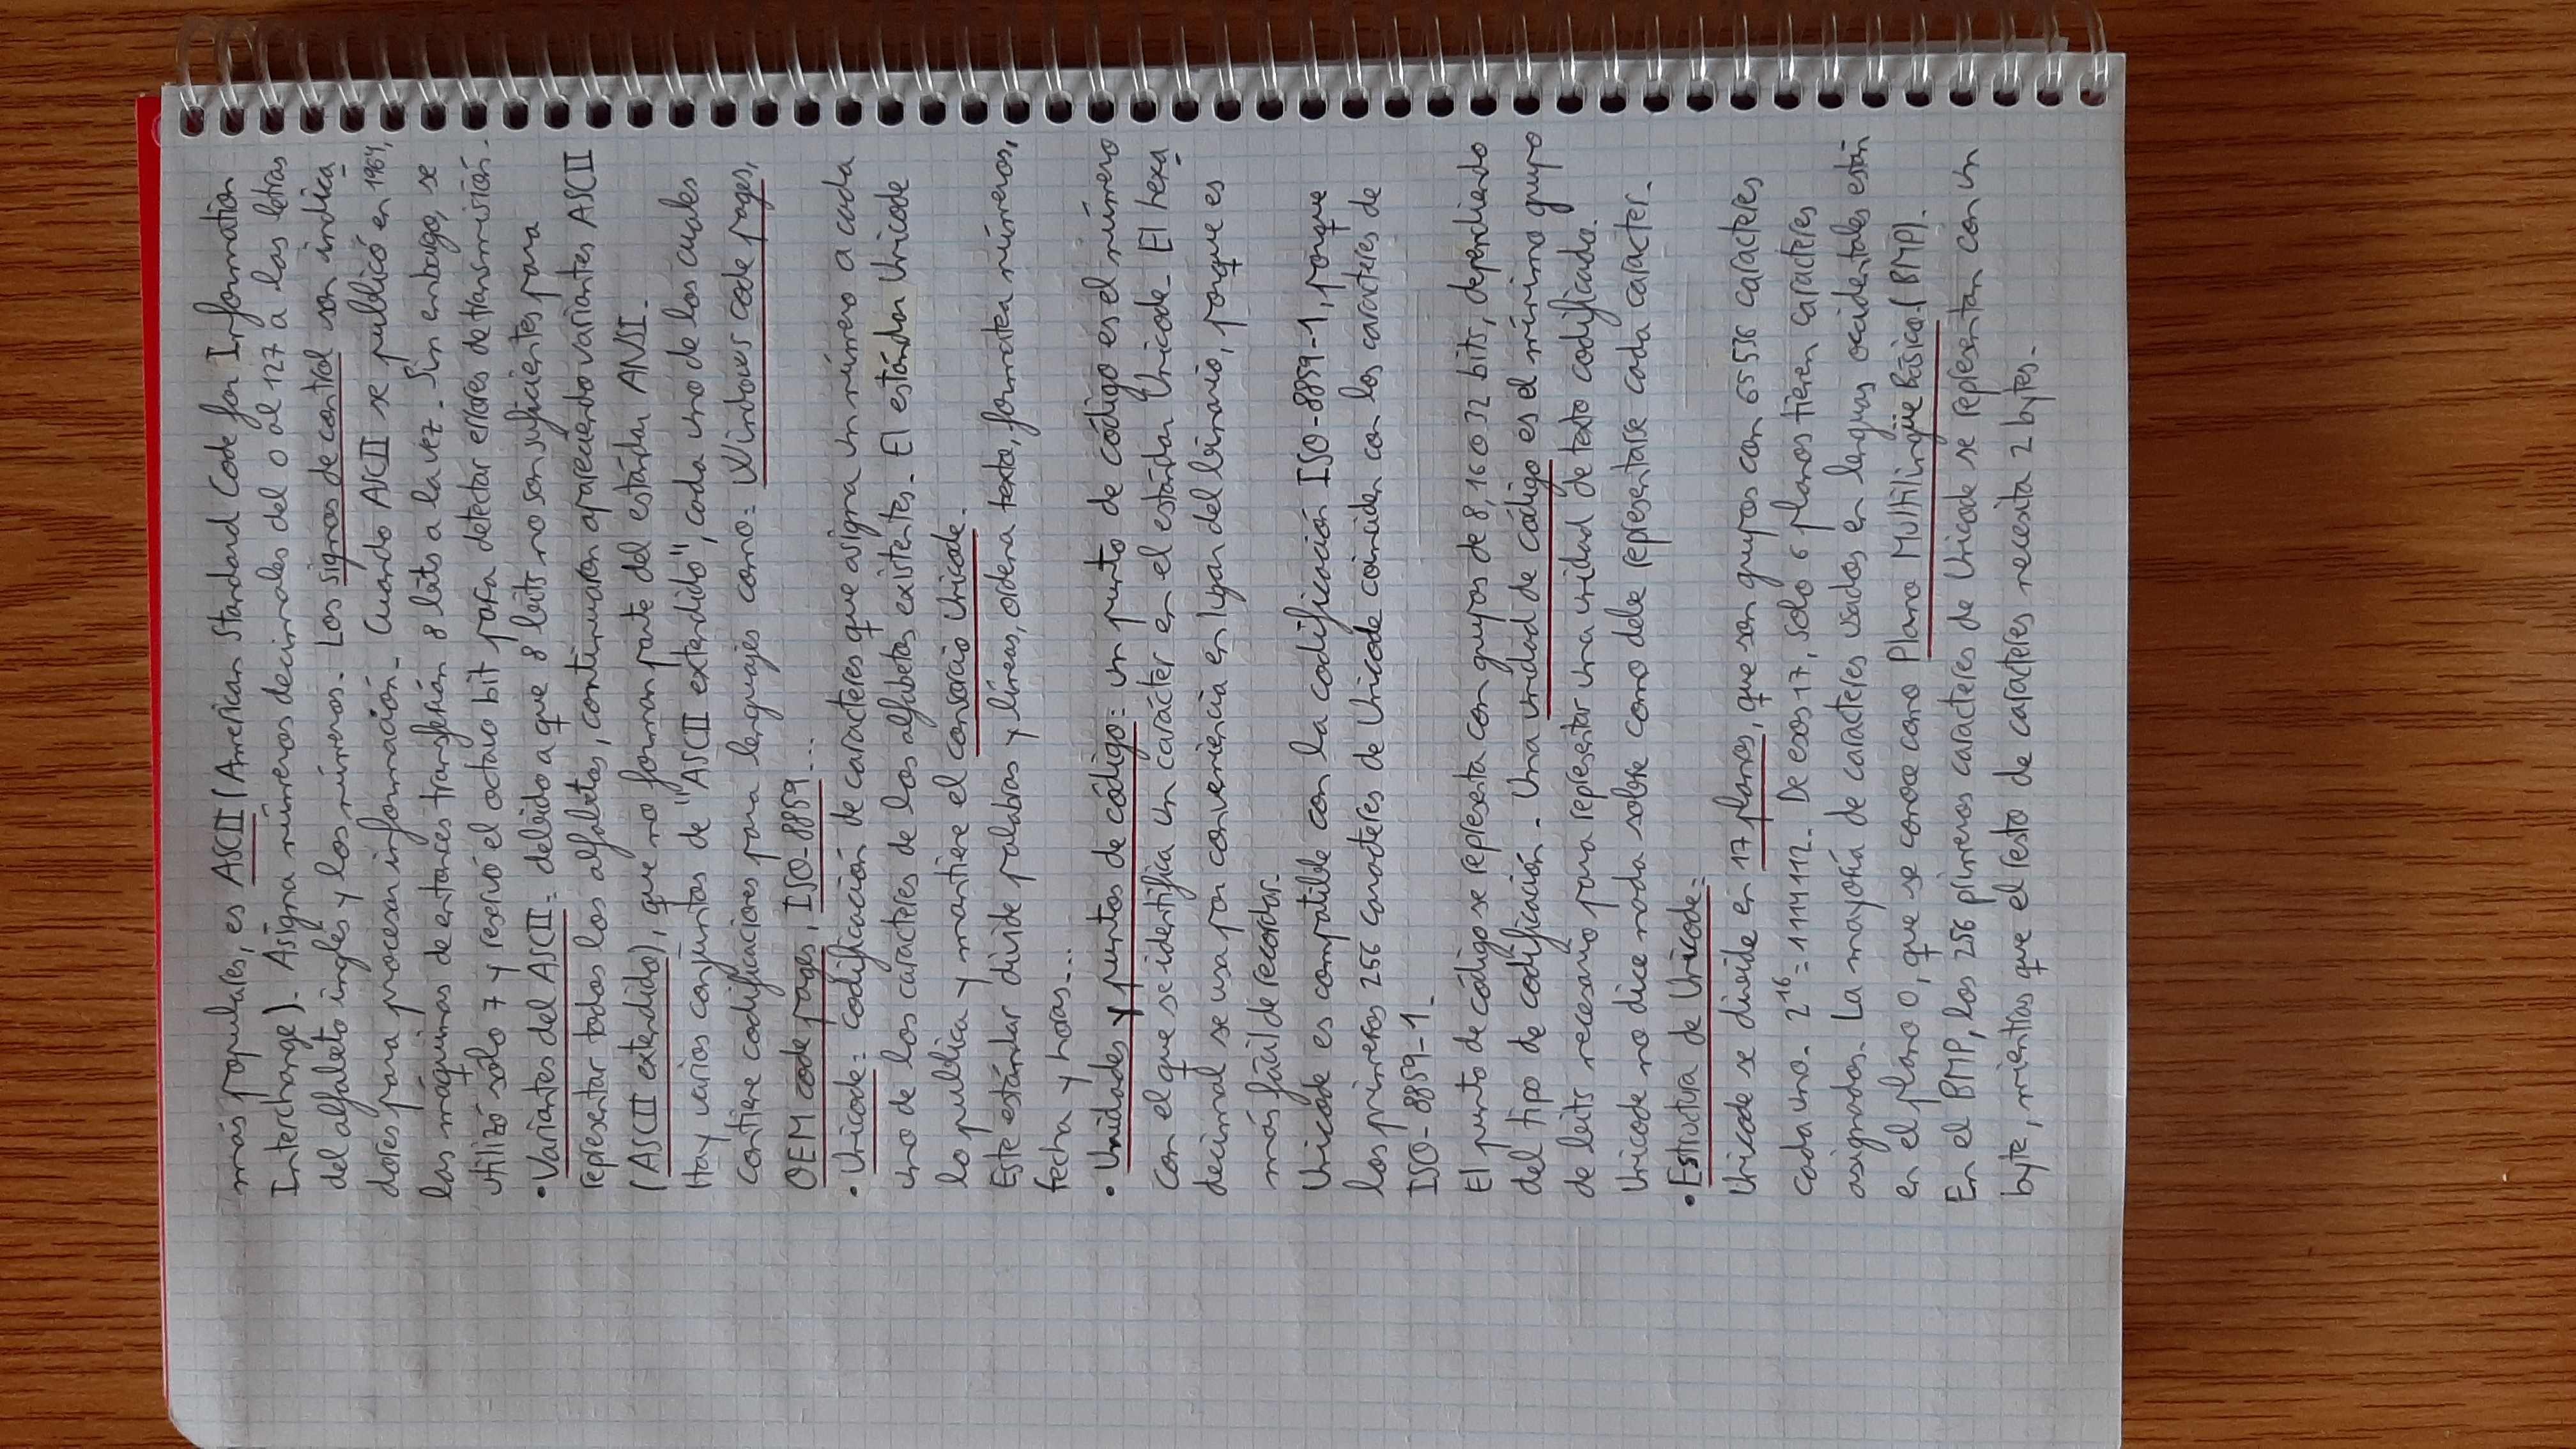 más populares, es ASCII (American Standard Code for Information
Interchange). Asigna números decimales del 0 al 127 a las letras
del alfabeto inglés y los números. Los signos de control son indica
dores para procesar información. Cuando ASCII se publicó en 1964,
las máquinas de entonces transferían 8 bits a la vez. Sin embargo, se
utilizó sólo 7 y reservó el octavo bit para detectar errores de transmisión.
• Variantes del ASCII: debido a que 8 bits no son suficientes para
representar todos los alfabetos, continuaron apareciendo variantes ASCII
(ASCII extendido), que no forman parte del estándar ANSI.
Hay varios conjuntos de "ASCII extendido", cada uno de los cuales
contiene codificaciones para lenguajes como: Windows code pages,
OEM code pages, ISO-8859...
• Unicode: codificación de caracteres que asigna un número a cada
uno de los caracteres de los alfabetos existentes. El estándar Unicode
lo publica y mantiene el consorcio Unicode.
Este estándar divide palabras y líneas, ordena texto, formatea números,
fecha y horas...
• Unidades y puntos de código: un punto de código es el número
con el que se identifica un carácter en el estándar Unicode. El hexa
decimal se usa por conveniencia en lugar del binario, porque es
más fácil de recordar.
Unicode es compatible con la codificación ISO-8859-1, porque
los primeros 256 caracteres de Unicode coinciden con los caracteres de
ISO-8859-1.
El punto de código se representa con grupos de 8, 16 o 32 bits, dependiendo
del tipo de codificación. Una unidad de código es el mínimo grupo
de bits necesario para representar una unidad de texto codificada.
Unicode no dice nada sobre como debe representarse cada caracter.
• Estructura de Unicode:
Unicode se divide en 17 planos, que son grupos con 65536 caracteres
cada uno. 2¹⁶=1114112. De esos 17, solo 6 planos tienen caracteres
asignados. La mayoría de caracteres usados en lenguas occidentales están
en el plano 0, que se conoce como Plano Multilingüe Básico (BMP).
En el BMP, los 256 primeros caracteres de Unicode se representan con un
byte, mientras que el resto de caracteres necesita 2 bytes.